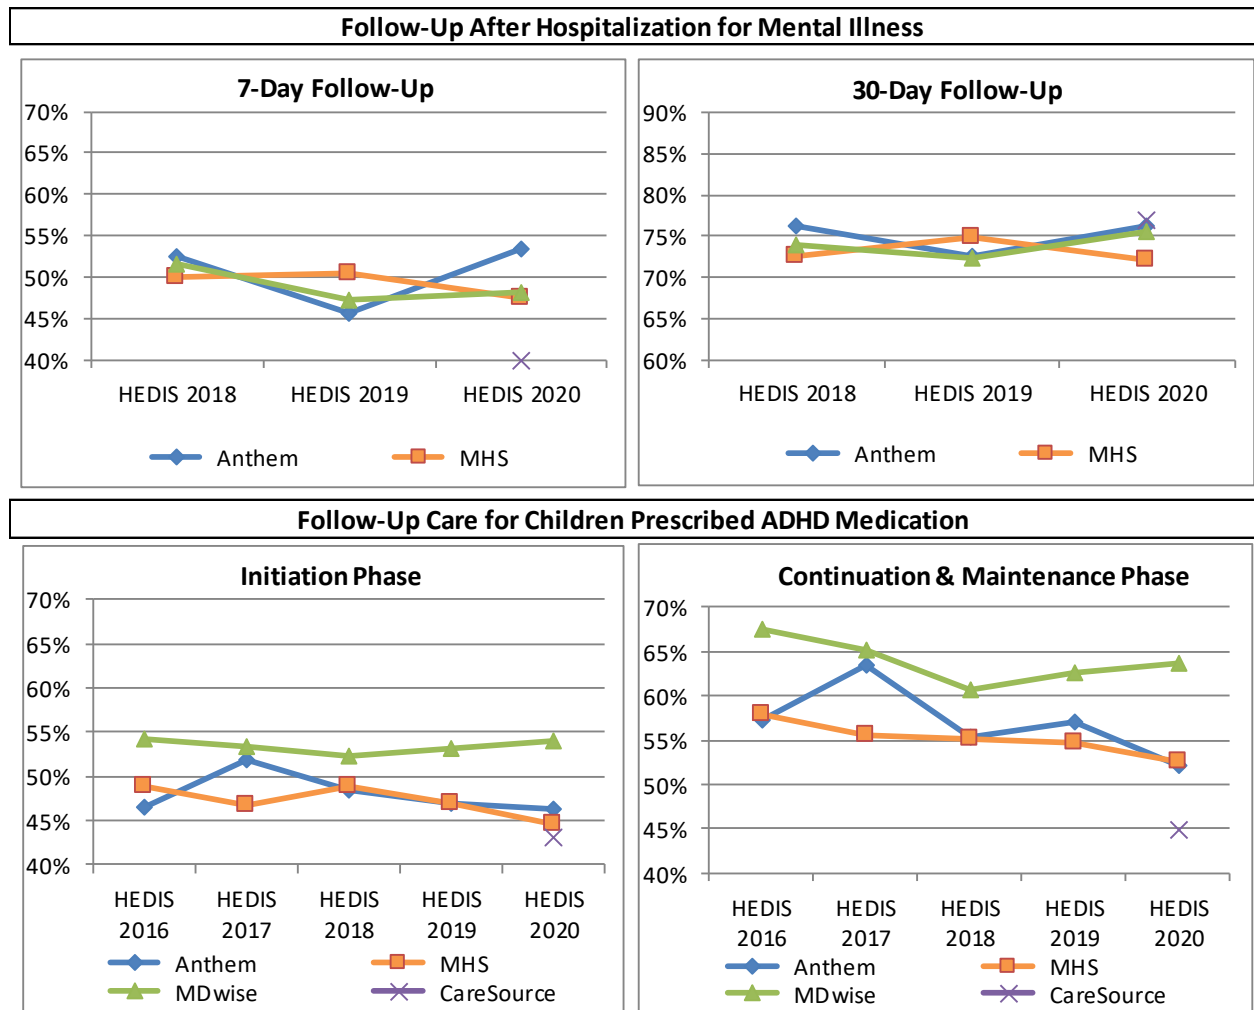 Follow-Up After Hospitalization for Mental Illness
7-Day Follow-Up
70%
65%
60%
55%
50%
45%
40%
HEDIS 2018 HEDIS 2019 HEDIS 2020
Anthem MHS
30-Day Follow-Up
90%
85%
80%
75%
70%
65%
60%
HEDIS 2018 HEDIS 2019 HEDIS 2020
Anthem MHS
Follow-Up Care for Children Prescribed ADHD Medication
Initiation Phase
70%
65%
60%
55%
50%
45%
40%
HEDIS HEDIS HEDIS HEDIS HEDIS
2016 2017 2018 2019 2020
Anthem MHS
MDwise CareSource
Continuation & Maintenance Phase
70%
65%
60%
55%
50%
45%
40%
HEDIS HEDIS HEDIS HEDIS HEDIS
2016 2017 2018 2019 2020
Anthem MHS
MDwise CareSource